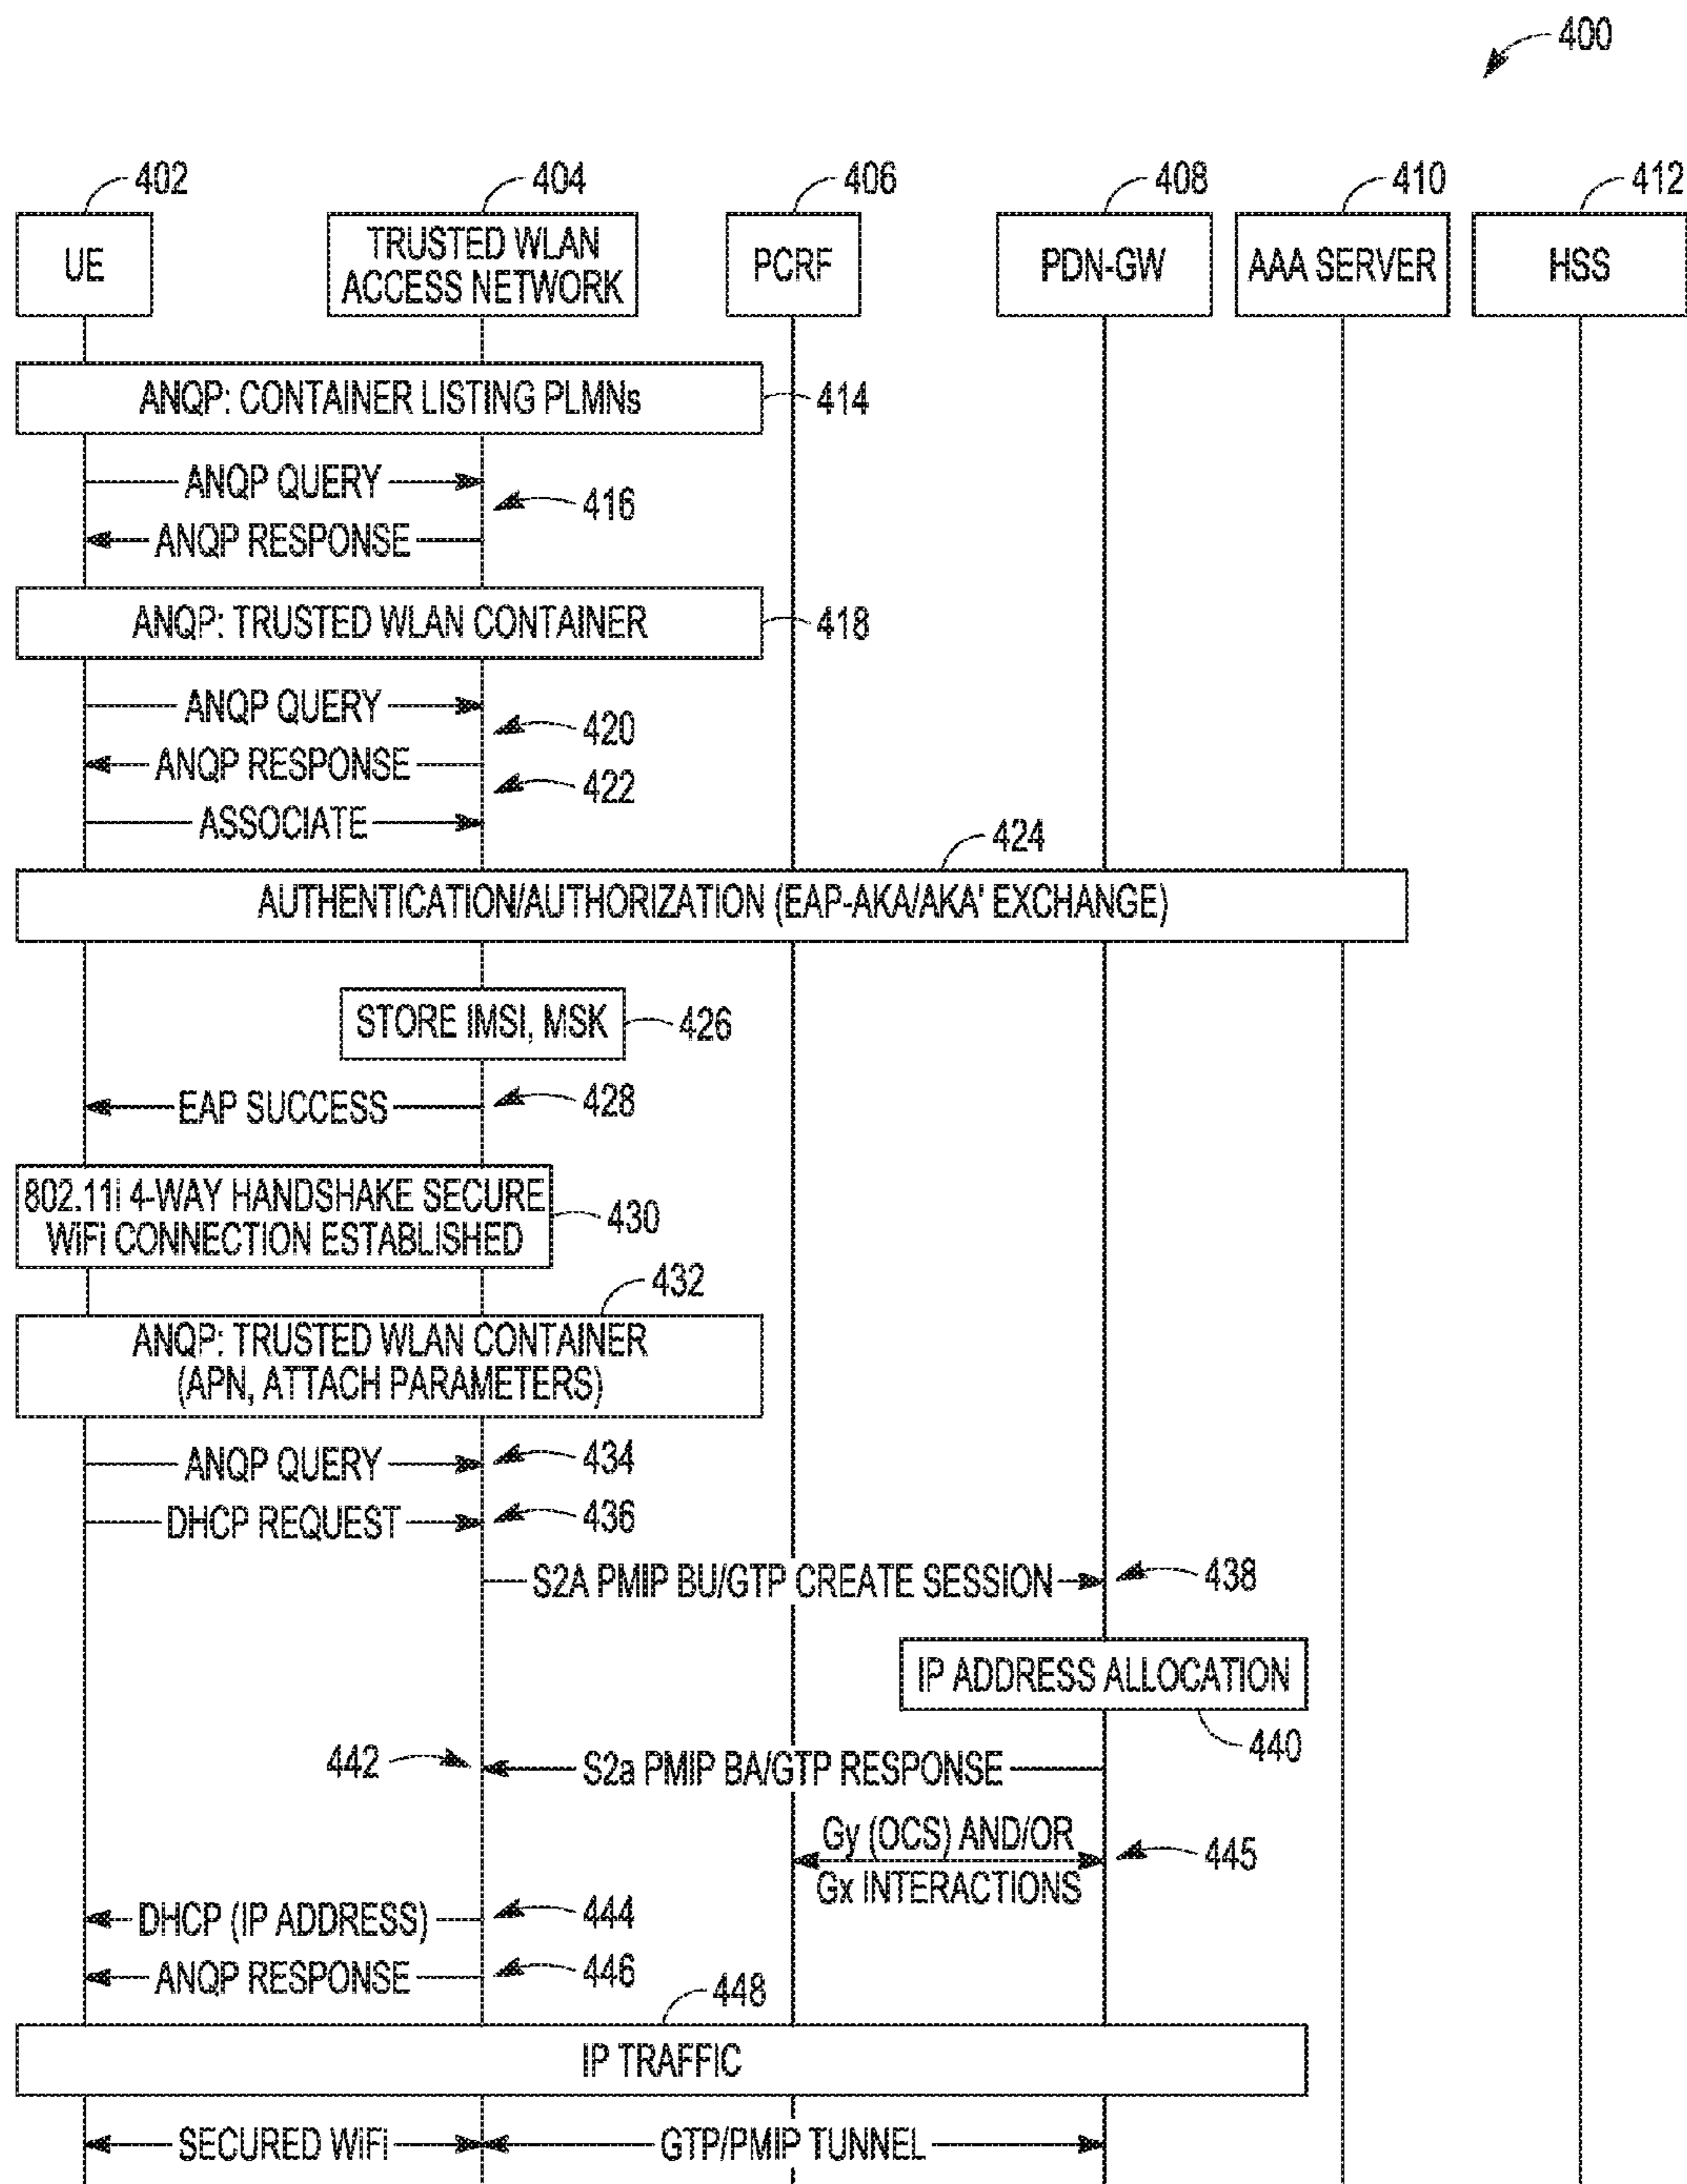 400
402
404
406
408
410
412
UE
TRUSTED WLAN
ACCESS NETWORK
PCRF
PDN-GW
AAA SERVER
HSS
ANQP: CONTAINER LISTING PLMNs
414
ANQP QUERY
416
ANQP RESPONSE
ANQP: TRUSTED WLAN CONTAINER
418
ANQP QUERY
420
ANQP RESPONSE
422
ASSOCIATE
424
AUTHENTICATION/AUTHORIZATION (EAP-AKA/AKA' EXCHANGE)
STORE IMSI, MSK
426
EAP SUCCESS
428
802.11i 4-WAY HANDSHAKE SECURE
WiFi CONNECTION ESTABLISHED
430
432
ANQP: TRUSTED WLAN CONTAINER
(APN, ATTACH PARAMETERS)
ANQP QUERY
434
DHCP REQUEST
436
S2A PMIP BU/GTP CREATE SESSION
438
IP ADDRESS ALLOCATION
440
442
S2a PMIP BA/GTP RESPONSE
Gy (OCS) AND/OR
Gx INTERACTIONS
445
DHCP (IP ADDRESS)
444
ANQP RESPONSE
446
448
IP TRAFFIC
SECURED WiFi
GTP/PMIP TUNNEL